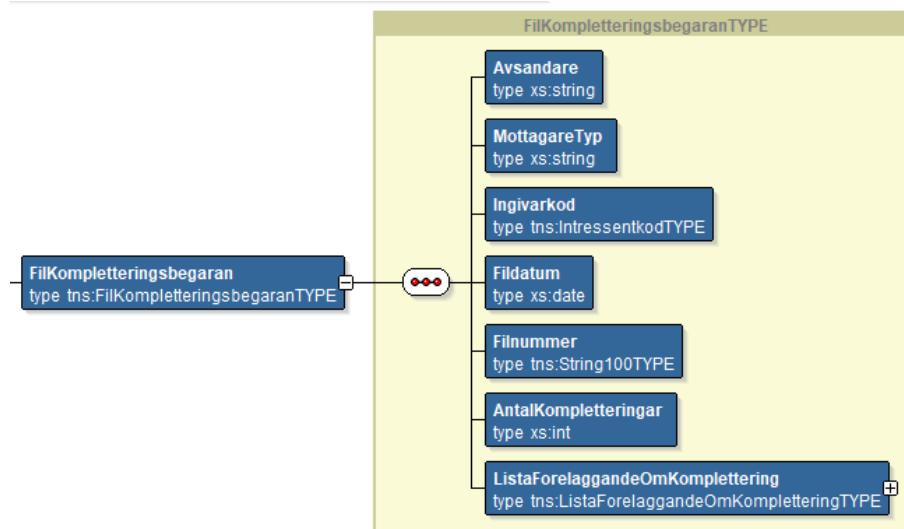 FilKompletteringsbegaranTYPE
Avsandare
type xs:string
MottagareTyp
type xs:string
Ingivarkod
type tns:IntressentkodTYPE
FilKompletteringsbegaran
type tns:FilKompletteringsbegaranTYPE
Fildatum
type xs:date
Filnummer
type tns:String100TYPE
AntalKompletteringar
type xs:int
ListaForelaggandeOmKomplettering
type tns:ListaForelaggandeOmKompletteringTYPE